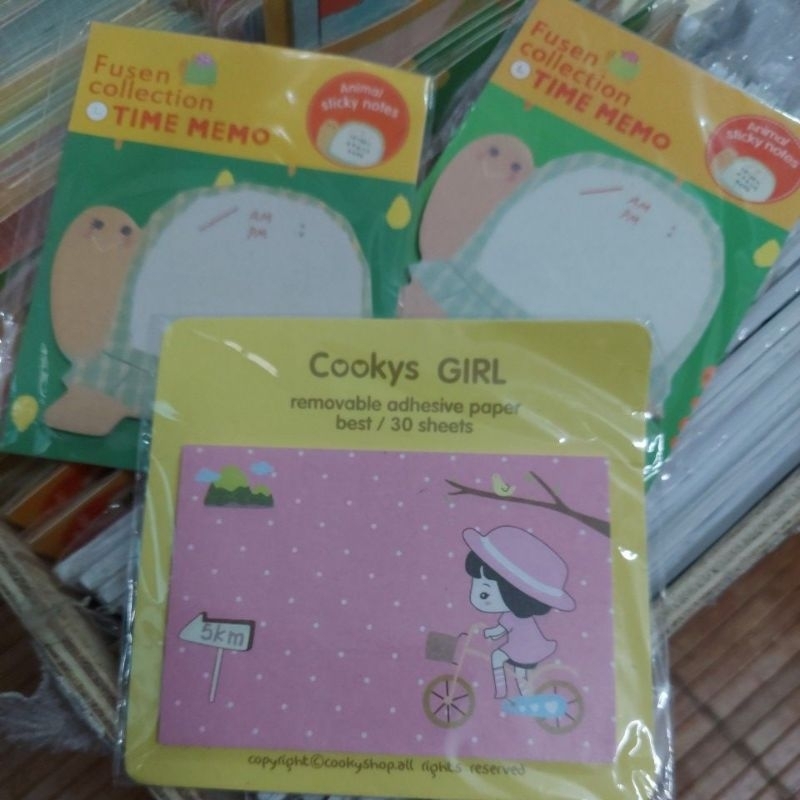 Fusen
collection
TIME MEMO
Animal
sticky notes
AM
PM
Fusen
collection
TIME MEMO
Animal
sticky notes
AM
PM
Cookys GIRL
removable adhesive paper
best / 30 sheets
5km
copyright©cookyshop.all rights reserved